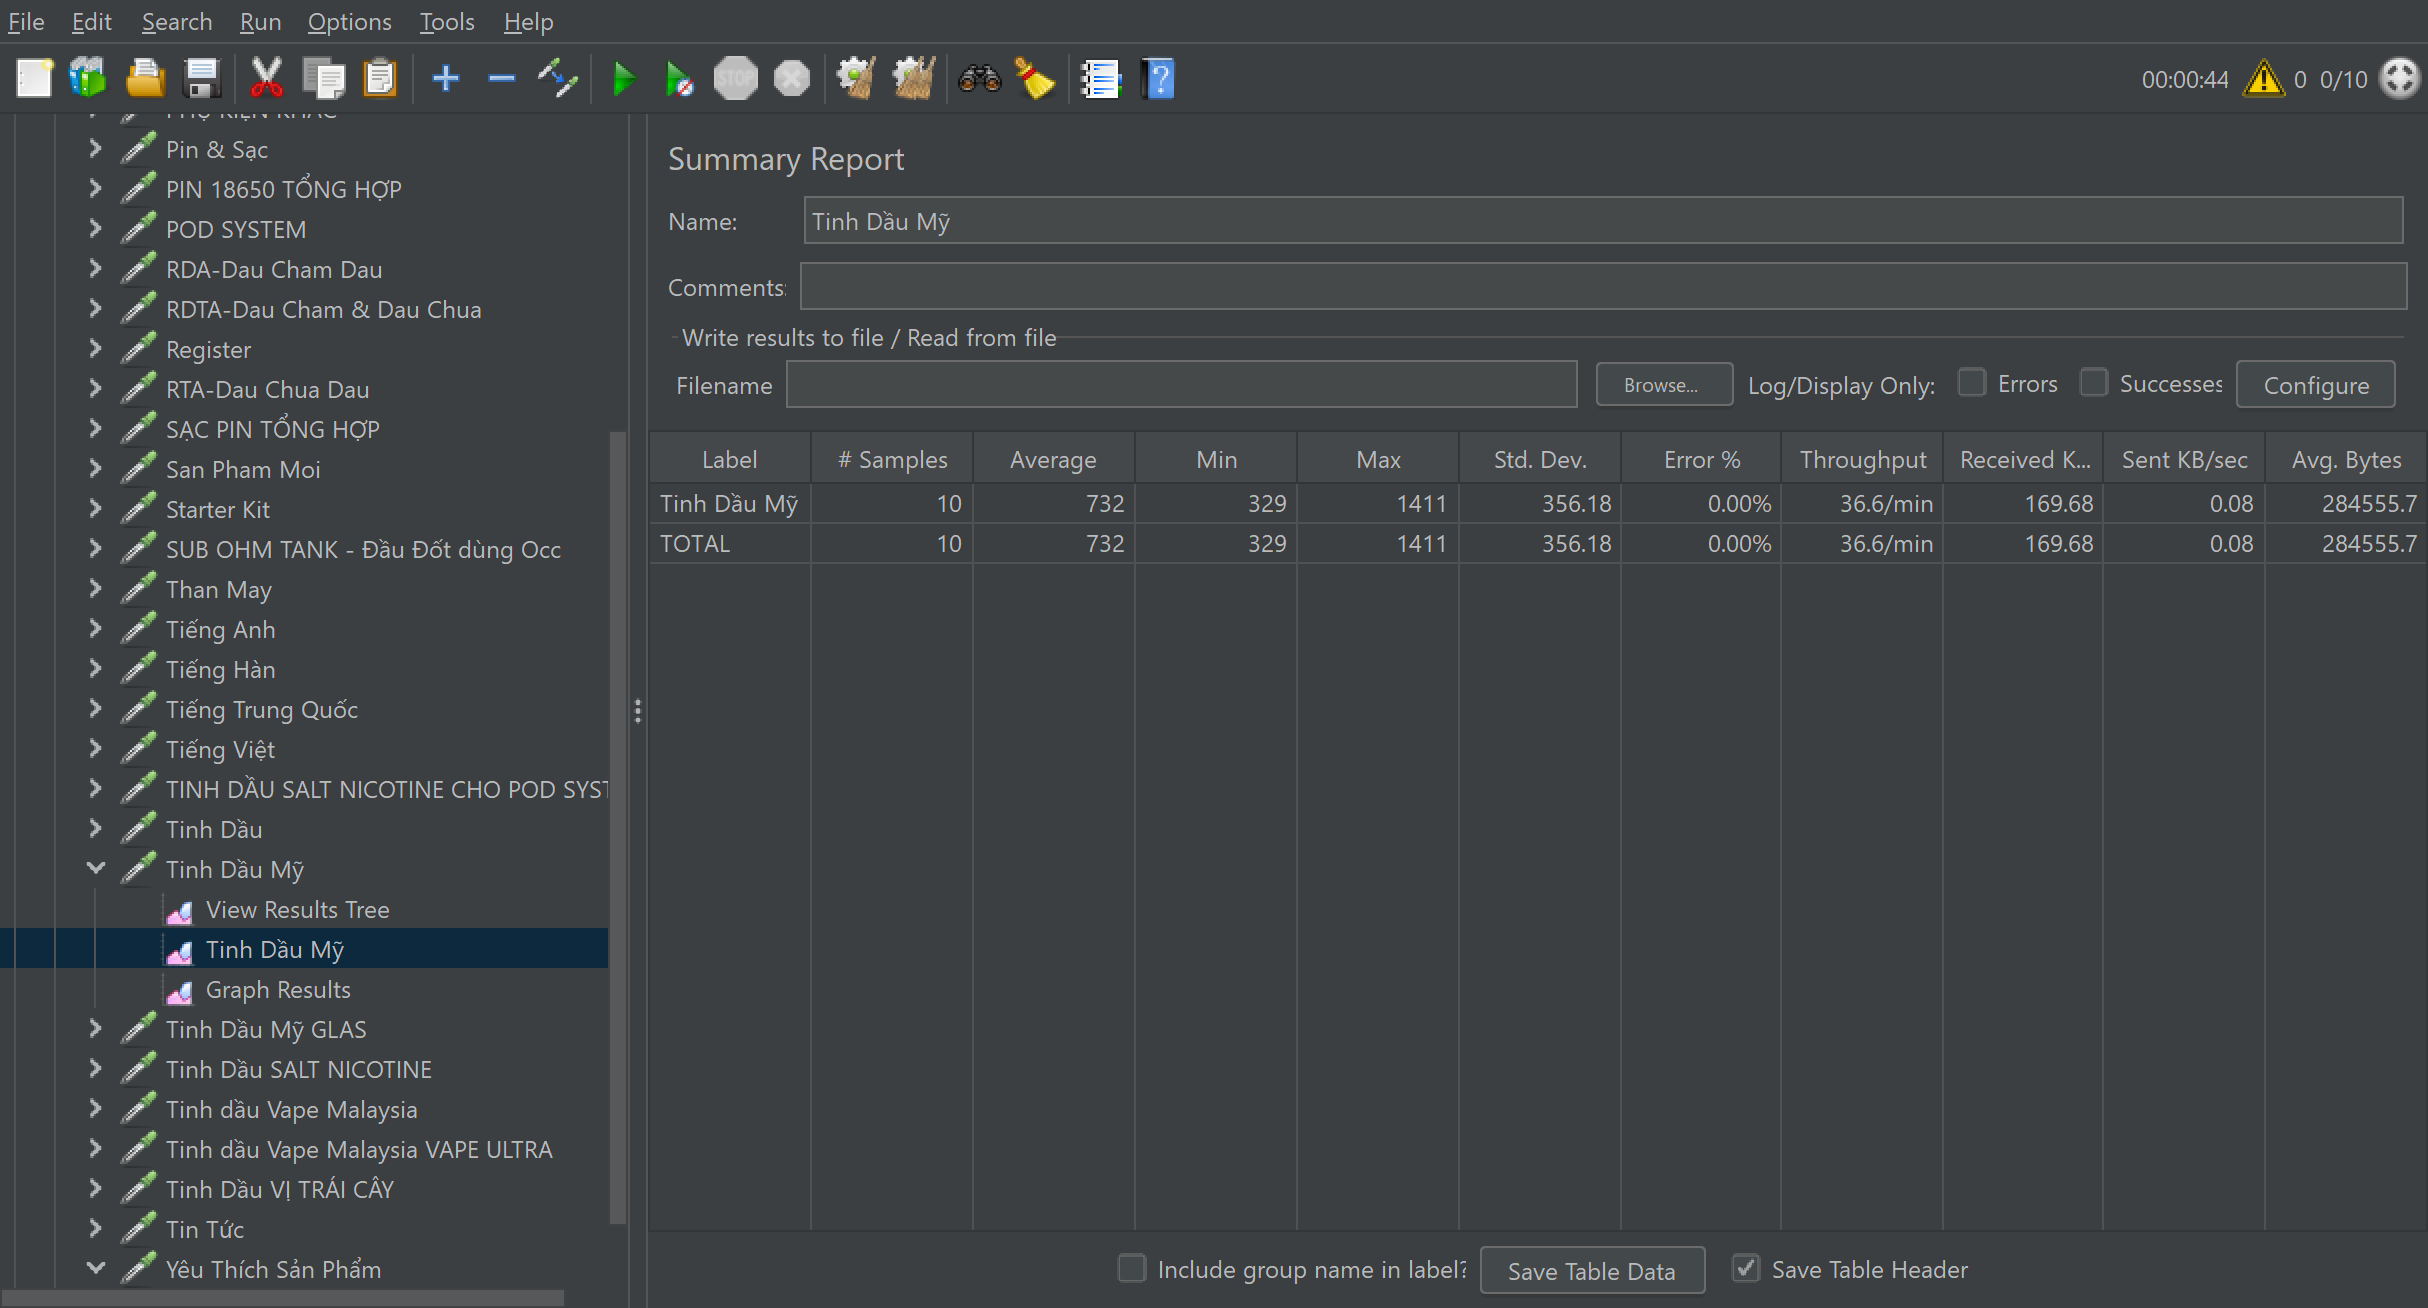 File Edit Search Run Options Tools Help
STOP
00:00:44 0 0/10
Pin & Sạc
PIN 18650 TỔNG HỢP
POD SYSTEM
RDA-Dau Cham Dau
RDTA-Dau Cham & Dau Chua
Register
RTA-Dau Chua Dau
SẠC PIN TỔNG HỢP
San Pham Moi
Starter Kit
SUB OHM TANK - Đầu Đốt dùng Occ
Than May
Tiếng Anh
Tiếng Hàn
Tiếng Trung Quốc
Tiếng Việt
TINH DẦU SALT NICOTINE CHO POD SYST
Tinh Dầu
Tinh Dầu Mỹ
View Results Tree
Tinh Dầu Mỹ
Graph Results
Tinh Dầu Mỹ GLAS
Tinh Dầu SALT NICOTINE
Tinh dầu Vape Malaysia
Tinh dầu Vape Malaysia VAPE ULTRA
Tinh Dầu VỊ TRÁI CÂY
Tin Tức
Yêu Thích Sản Phẩm
Summary Report
Name: Tinh Dầu Mỹ
Comments:
Write results to file / Read from file
Filename Browse... Log/Display Only: Errors Successes Configure
Label # Samples Average Min Max Std. Dev. Error % Throughput Received K... Sent KB/sec Avg. Bytes
Tinh Dầu Mỹ 10 732 329 1411 356.18 0.00% 36.6/min 169.68 0.08 284555.7
TOTAL 10 732 329 1411 356.18 0.00% 36.6/min 169.68 0.08 284555.7
Include group name in label? Save Table Data Save Table Header